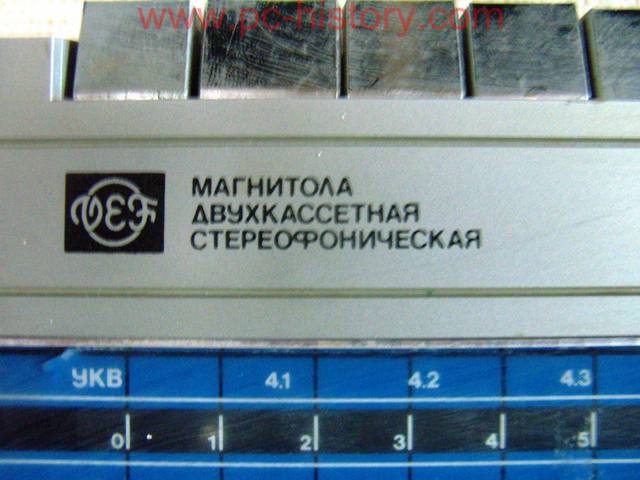 www.pc-history.com
VEF
МАГНИТОЛА
ДВУХКАССЕТНАЯ
СТЕРЕОФОНИЧЕСКАЯ
УКВ 4.1 4.2 4.3
0 1 2 3 4 5